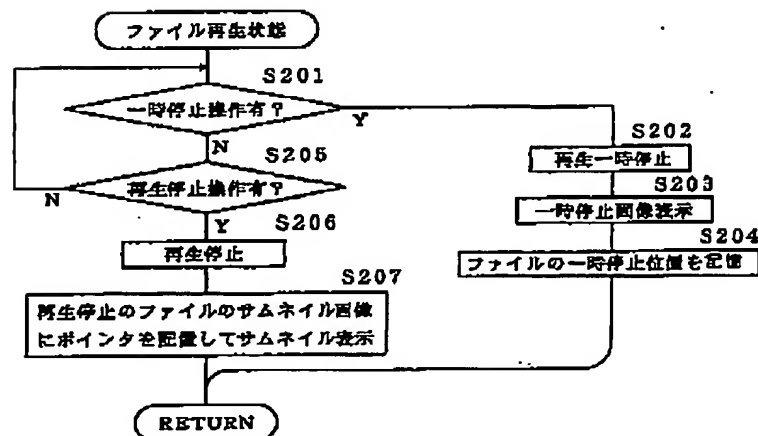 ファイル再生状態
S201
一時停止操作有?
Y
N
S202
再生一時停止
S205
再生停止操作有?
N
Y
S203
一時停止画像表示
S206
再生停止
S204
ファイルの一時停止位置を記憶
S207
再生停止のファイルのサムネイル画像
にポインタを配置してサムネイル表示
RETURN